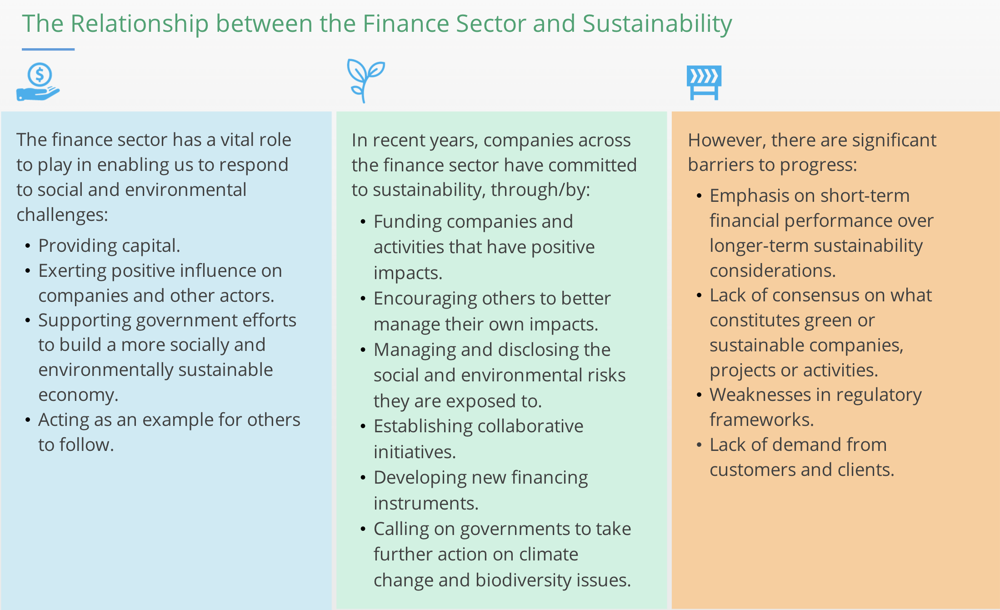 The Relationship between the Finance Sector and Sustainability
$
The finance sector has a vital role
to play in enabling us to respond
to social and environmental
challenges:
• Providing capital.
• Exerting positive influence on
companies and other actors.
• Supporting government efforts
to build a more socially and
environmentally sustainable
economy.
• Acting as an example for others
to follow.
In recent years, companies across
the finance sector have committed
to sustainability, through/by:
• Funding companies and
activities that have positive
impacts.
• Encouraging others to better
manage their own impacts.
• Managing and disclosing the
social and environmental risks
they are exposed to.
• Establishing collaborative
initiatives.
• Developing new financing
instruments.
• Calling on governments to take
further action on climate
change and biodiversity issues.
However, there are significant
barriers to progress:
• Emphasis on short-term
financial performance over
longer-term sustainability
considerations.
• Lack of consensus on what
constitutes green or
sustainable companies,
projects or activities.
• Weaknesses in regulatory
frameworks.
• Lack of demand from
customers and clients.